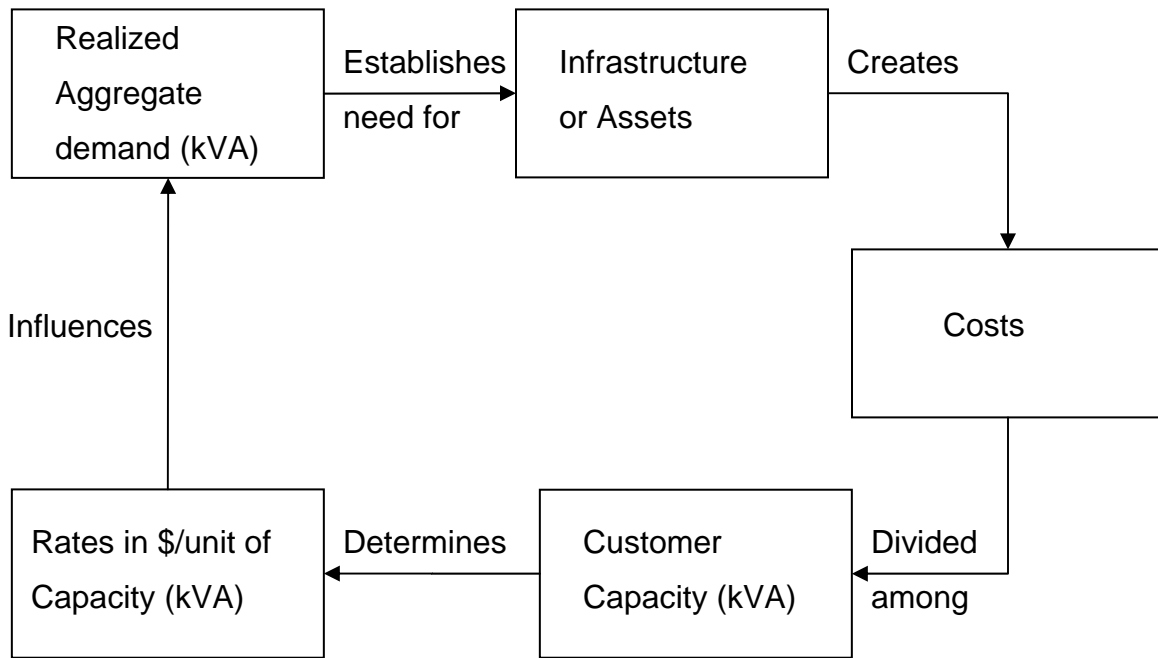 Realized
Aggregate
demand (kVA)
Establishes
need for
Infrastructure
or Assets
Creates
Costs
Divided
among
Customer
Capacity (kVA)
Determines
Rates in $/unit of
Capacity (kVA)
Influences